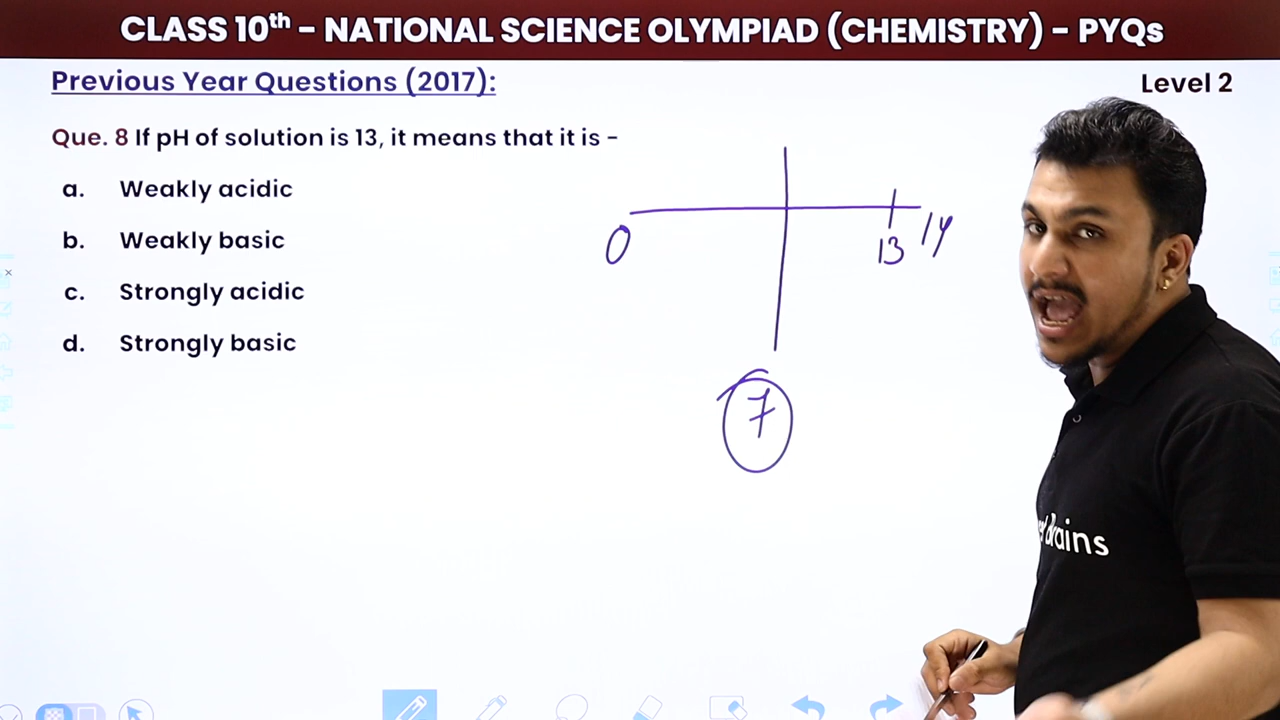 CLASS 10th – NATIONAL SCIENCE OLYMPIAD (CHEMISTRY) – PYQs
Previous Year Questions (2017):
Level 2
Que. 8 If pH of solution is 13, it means that it is –
a. Weakly acidic
b. Weakly basic
c. Strongly acidic
d. Strongly basic
0
13
14
7
rains